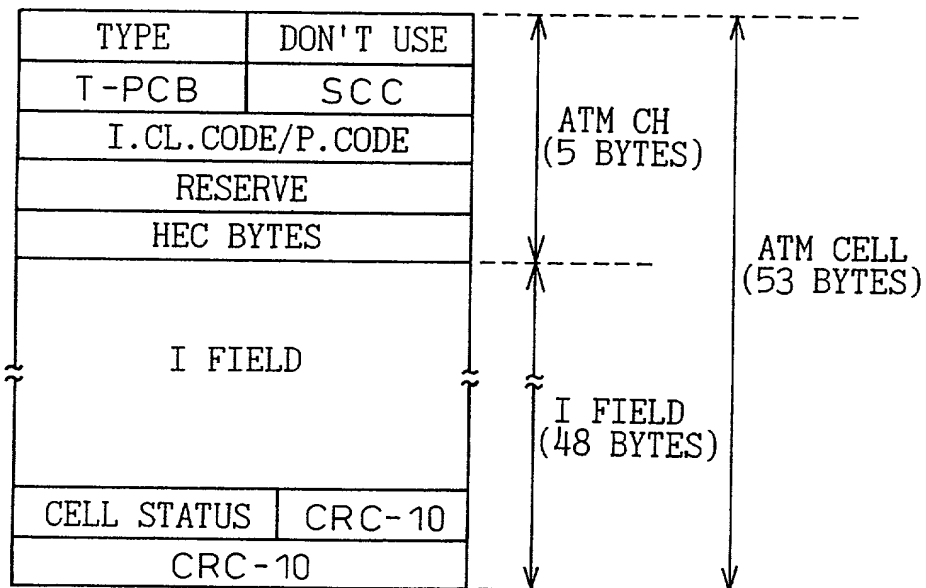 TYPE DON'T USE
T-PCB SCC
I.CL.CODE/P.CODE
RESERVE
HEC BYTES
I FIELD
CELL STATUS CRC-10
CRC-10
ATM CH
(5 BYTES)
I FIELD
(48 BYTES)
ATM CELL
(53 BYTES)